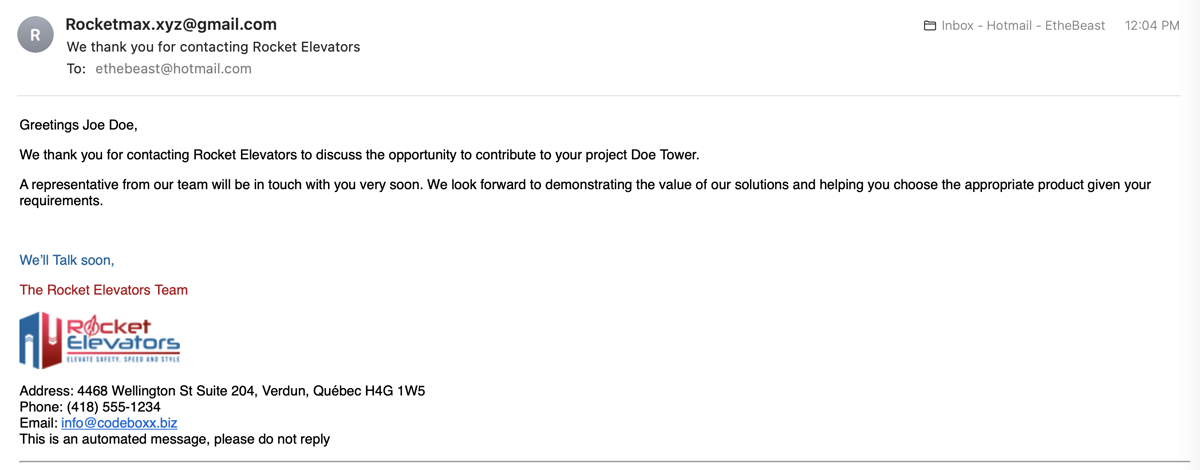 R
Rocketmax.xyz@gmail.com
Inbox - Hotmail - EtheBeast 12:04 PM
We thank you for contacting Rocket Elevators
To: ethebeast@hotmail.com
Greetings Joe Doe,
We thank you for contacting Rocket Elevators to discuss the opportunity to contribute to your project Doe Tower.
A representative from our team will be in touch with you very soon. We look forward to demonstrating the value of our solutions and helping you choose the appropriate product given your
requirements.
We'll Talk soon,
The Rocket Elevators Team
Rocket
Elevators
ELEVATE SAFETY, SPEED AND STYLE
Address: 4468 Wellington St Suite 204, Verdun, Québec H4G 1W5
Phone: (418) 555-1234
Email: info@codeboxx.biz
This is an automated message, please do not reply